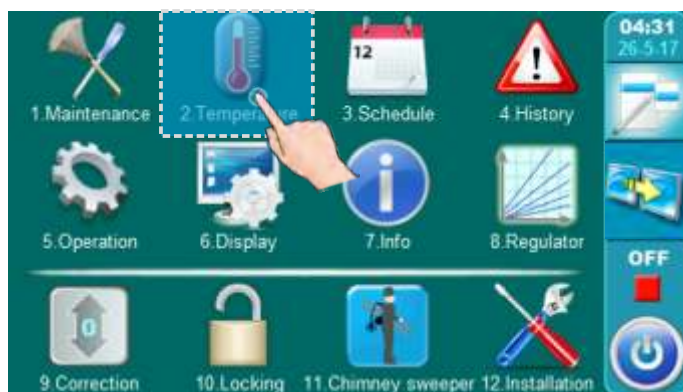 04:31
26.5.17
1.Maintenance 2.Temperature 3.Schedule 4.History
12
5.Operation 6.Display 7.Info 8.Regulator
OFF
0
9.Correction 10.Locking 11.Chimney sweeper 12.Installation